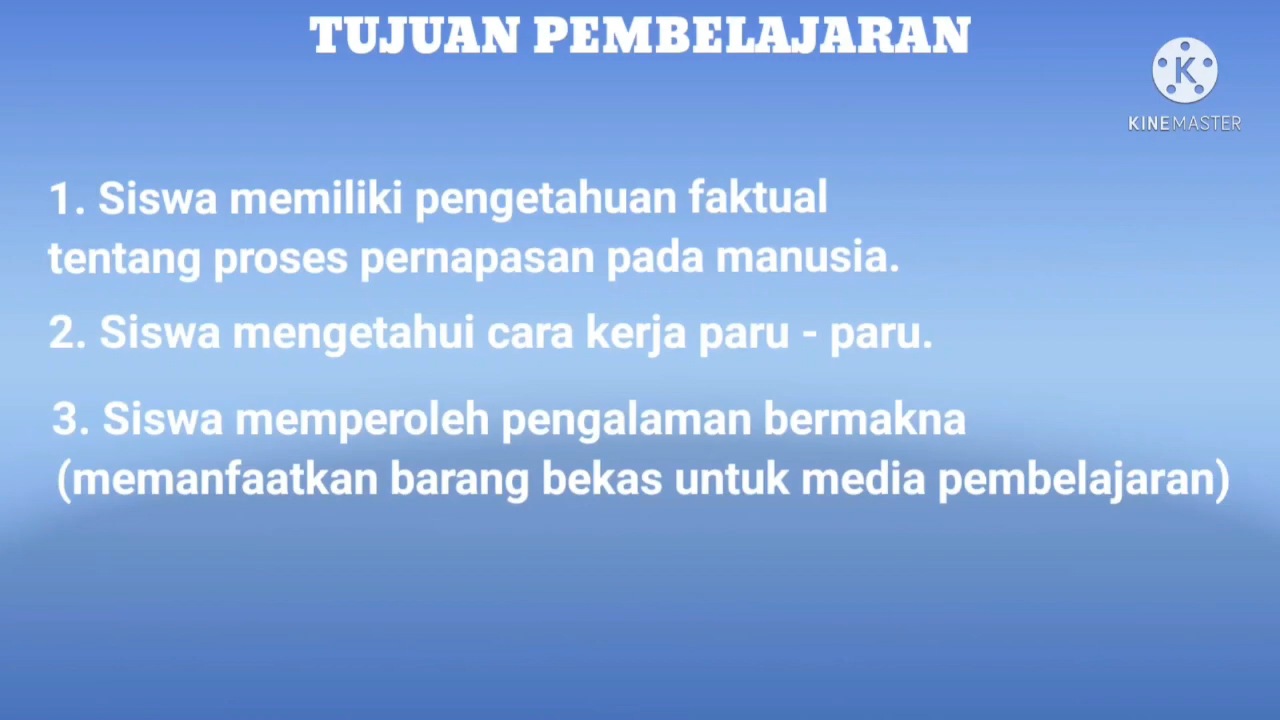 TUJUAN PEMBELAJARAN
K
KINEMASTER
1. Siswa memiliki pengetahuan faktual
tentang proses pernapasan pada manusia.
2. Siswa mengetahui cara kerja paru - paru.
3. Siswa memperoleh pengalaman bermakna
(memanfaatkan barang bekas untuk media pembelajaran)